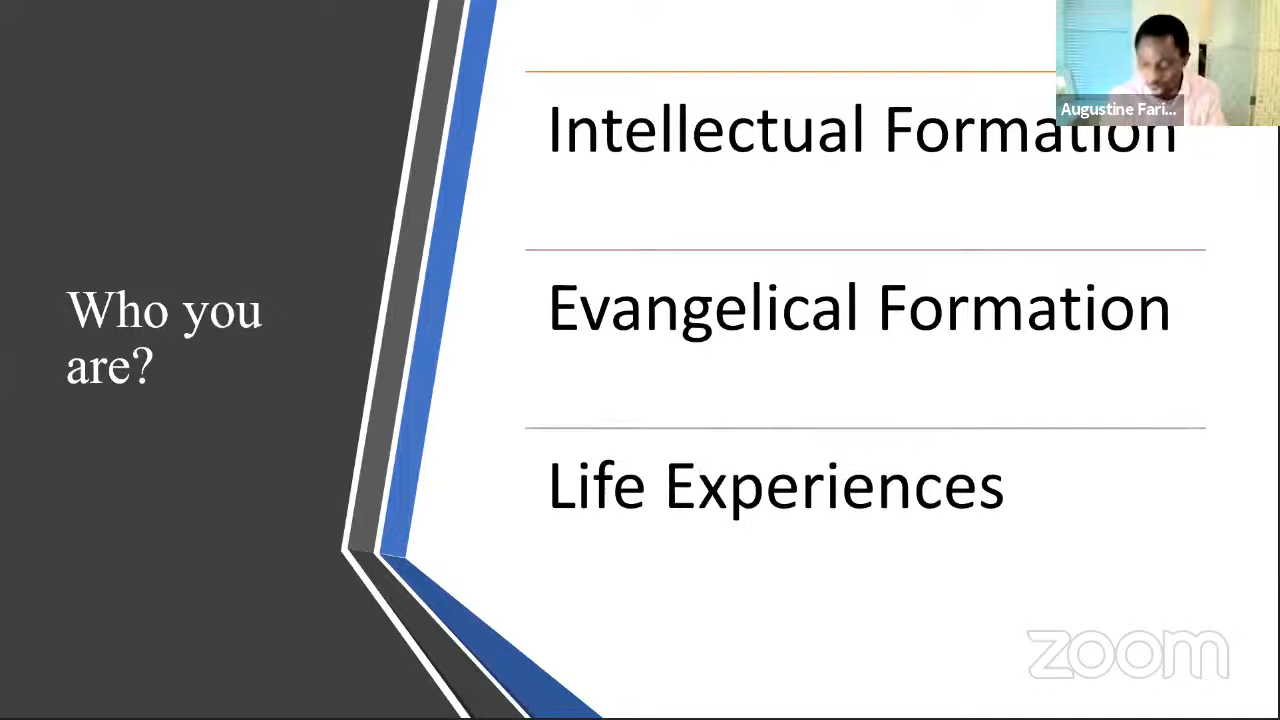 Who you
are?
Intellectual Formation
Evangelical Formation
Life Experiences
Augustine Fari...
zoom